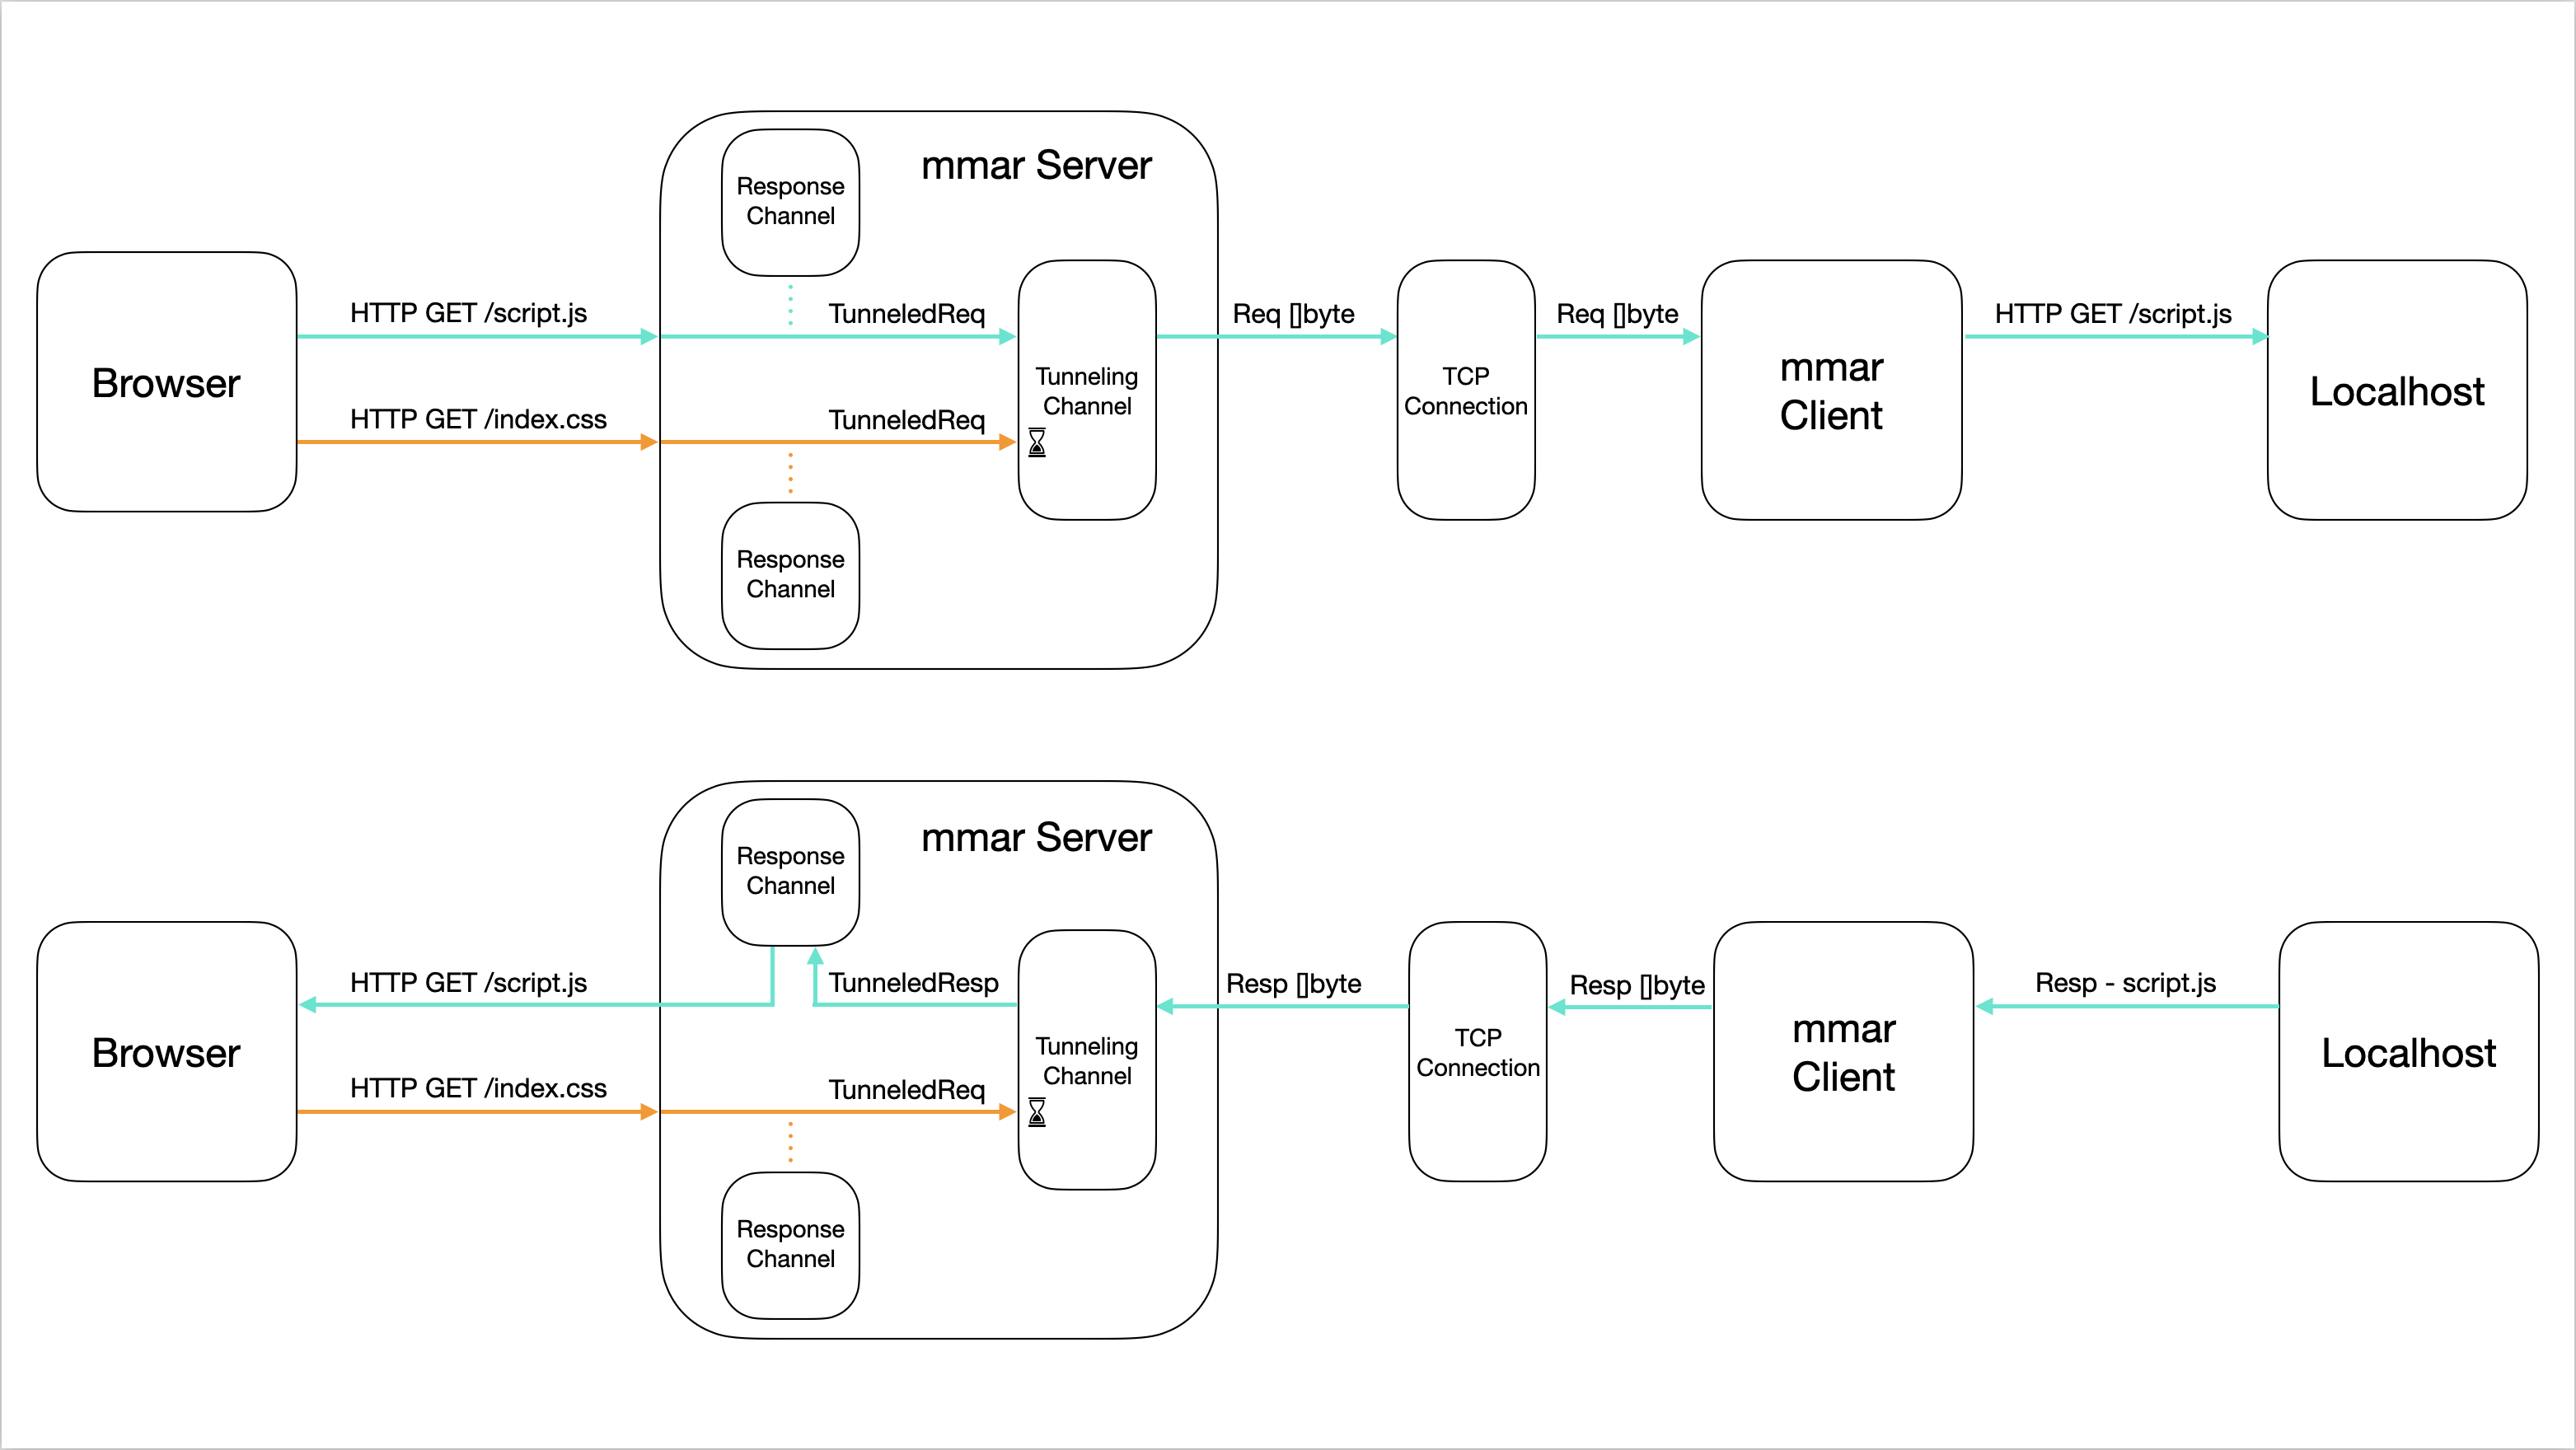 mmar Server
Response
Channel
HTTP GET /script.js
TunneledReq
Req []byte
Req []byte
HTTP GET /script.js
Browser
Tunneling
Channel
TCP
Connection
mmar
Client
Localhost
HTTP GET /index.css
TunneledReq
Response
Channel
mmar Server
Response
Channel
HTTP GET /script.js
TunneledResp
Resp []byte
Resp []byte
Resp - script.js
Browser
Tunneling
Channel
TCP
Connection
mmar
Client
Localhost
HTTP GET /index.css
TunneledReq
Response
Channel